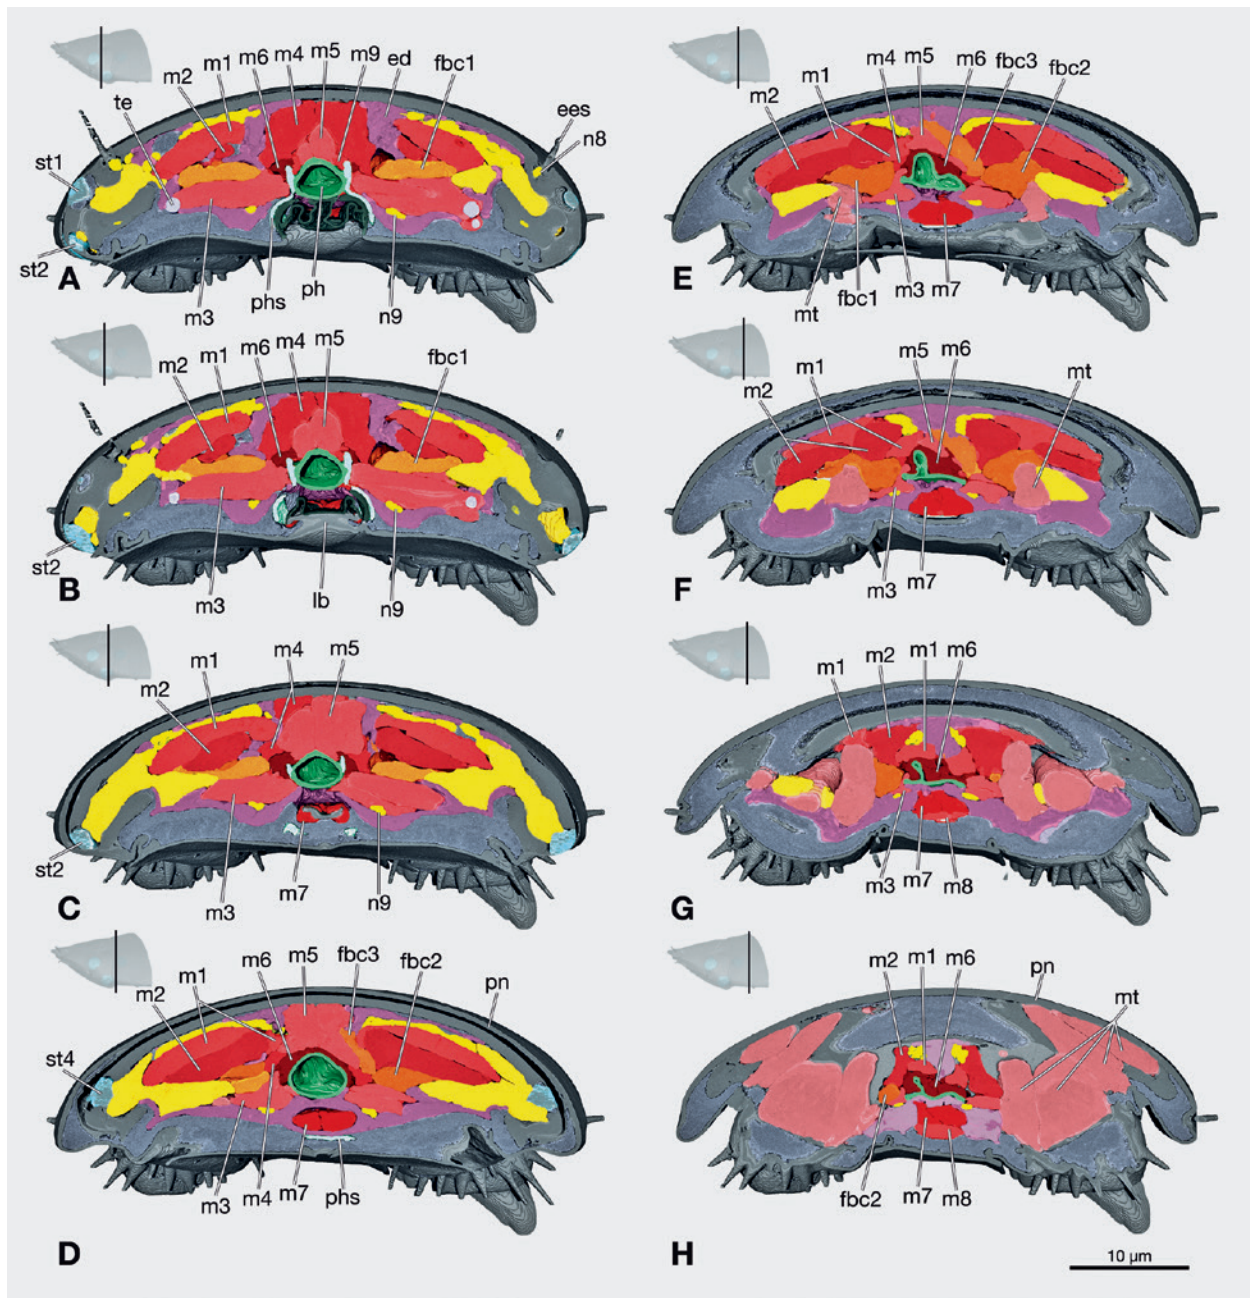 m6 m4 m5 m9 ed fbc1
m2 m1
te
ees
n8
st1
st2
A
m3 phs ph n9
m2 m1 m6 m4 m5 fbc1
st2
B
m3 lb n9
m1 m4 m5
m2
st2
C
m3 m7 n9
m6 m5 fbc3 fbc2
m1 pn
m2
st4
m3 m4 m7 phs
D
m4 m5 m6 fbc3 fbc2
m1
m2
E
mt fbc1 m3 m7
m5 m6
m1 mt
m2
F
m3 m7
m1 m2 m1 m6
G
m3 m7 m8
m2 m1 m6 pn
mt
fbc2 m7 m8
H
10 µm